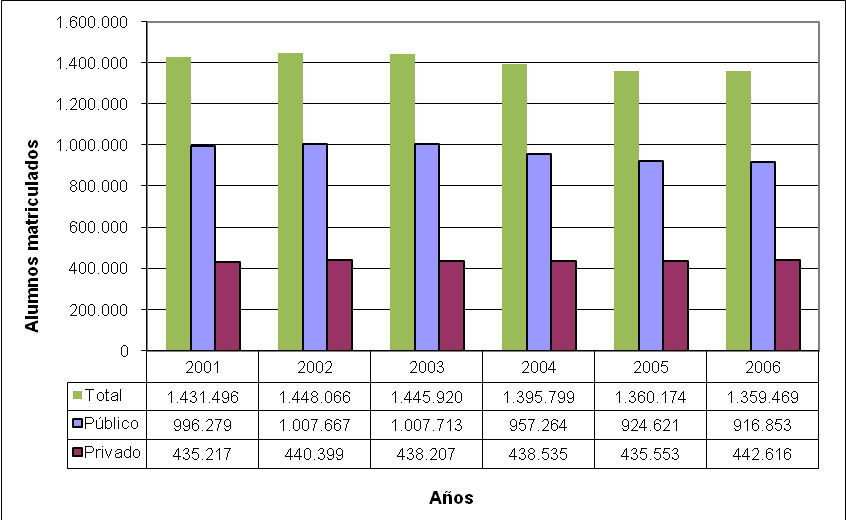 1.600.000
1.400.000
1.200.000
1.000.000
800.000
600.000
400.000
200.000
0
Alumnos matriculados
2001 2002 2003 2004 2005 2006
Total 1.431.496 1.448.066 1.445.920 1.395.799 1.360.174 1.359.469
Público 996.279 1.007.667 1.007.713 957.264 924.621 916.853
Privado 435.217 440.399 438.207 438.535 435.553 442.616
Años